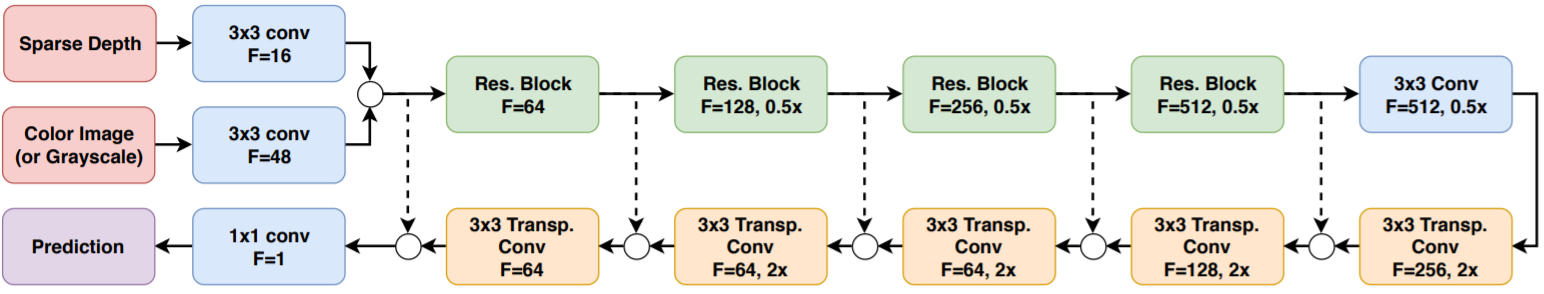 Sparse Depth
3x3 conv
F=16
Color Image
(or Grayscale)
3x3 conv
F=48
Res. Block
F=64
Res. Block
F=128, 0.5x
Res. Block
F=256, 0.5x
Res. Block
F=512, 0.5x
3x3 Conv
F=512, 0.5x
Prediction
1x1 conv
F=1
3x3 Transp.
Conv
F=64
3x3 Transp.
Conv
F=64, 2x
3x3 Transp.
Conv
F=64, 2x
3x3 Transp.
Conv
F=128, 2x
3x3 Transp.
Conv
F=256, 2x